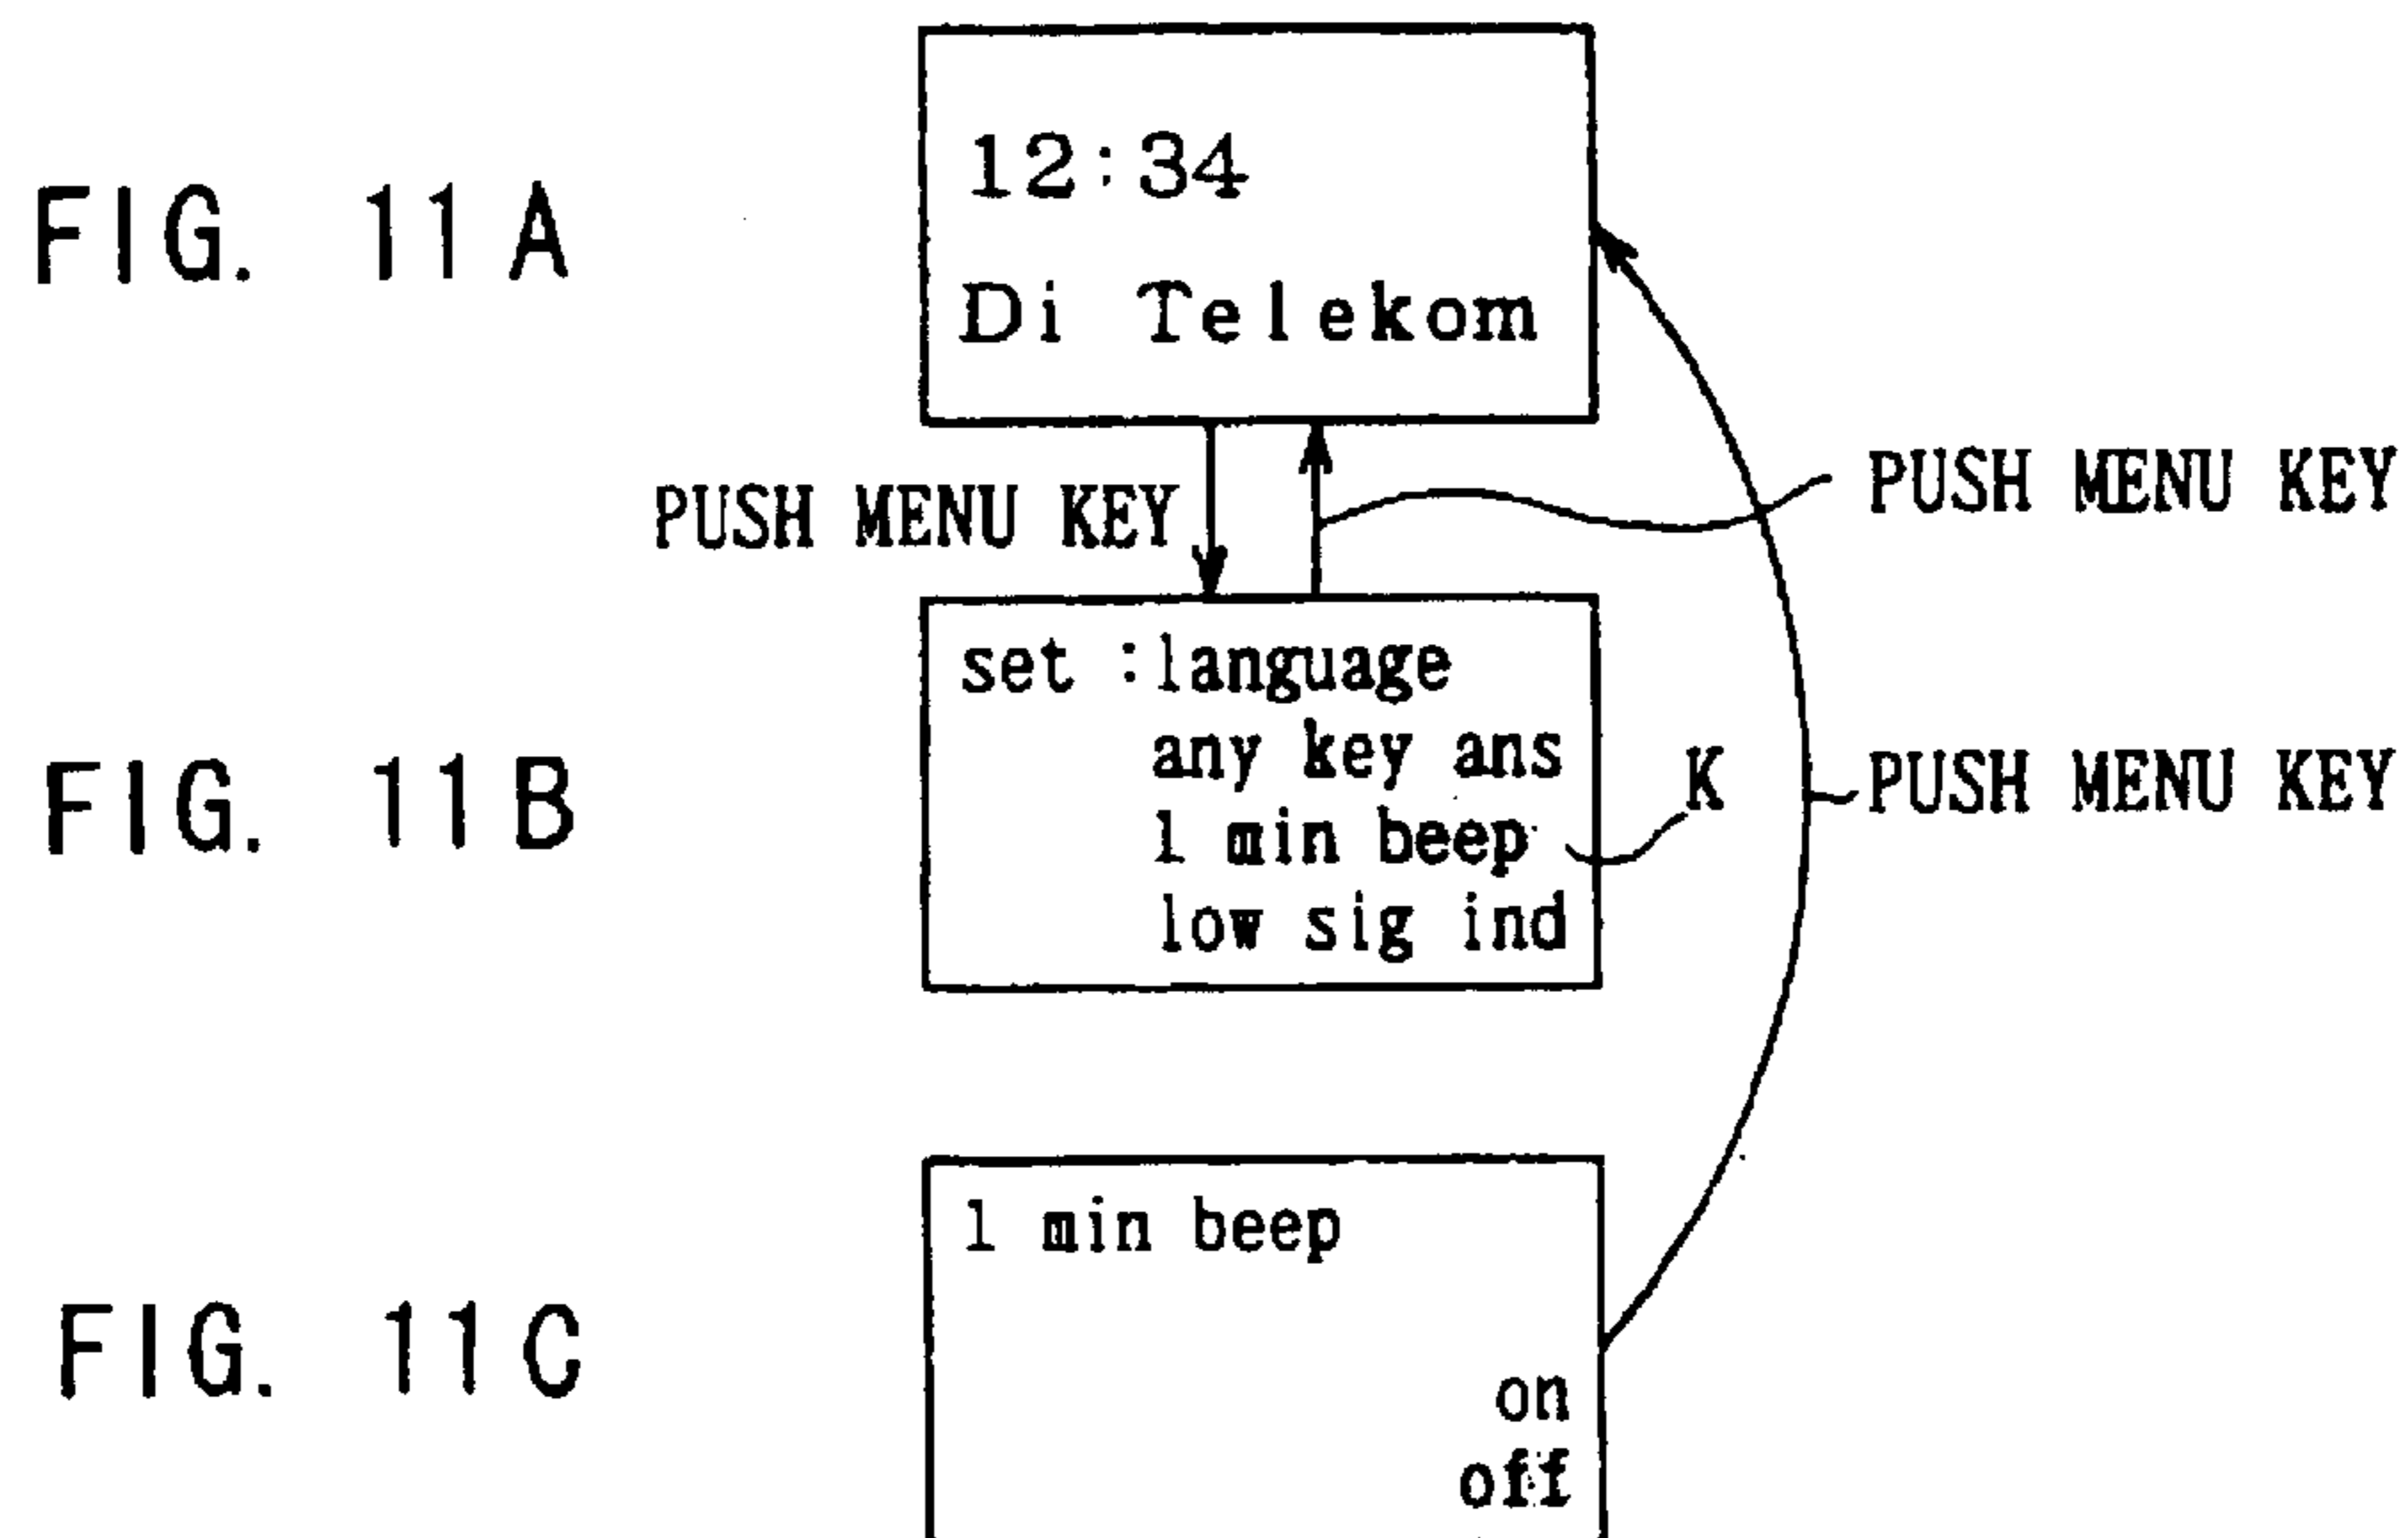 FIG. 11A
12:34
Di Telekom
PUSH MENU KEY
PUSH MENU KEY
FIG. 11B
set :language
any key ans
1 min beep
low sig ind
K
PUSH MENU KEY
FIG. 11C
1 min beep
on
off